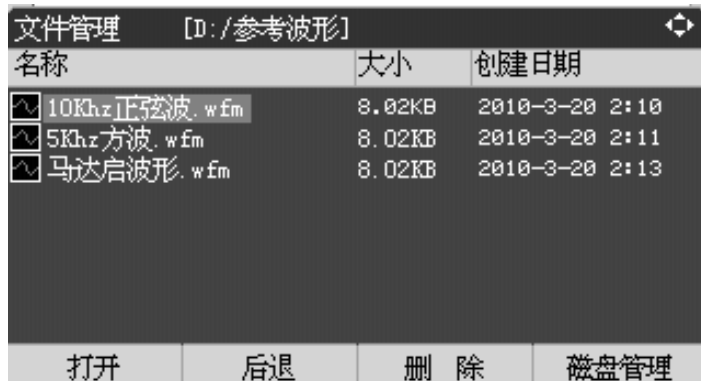 文件管理 [D:/参考波形]
名称 大小 创建日期
10Khz正弦波.wfm 8.02KB 2010-3-20 2:10
5Khz方波.wfm 8.02KB 2010-3-20 2:11
马达启波形.wfm 8.02KB 2010-3-20 2:13
打开 后退 删 除 磁盘管理